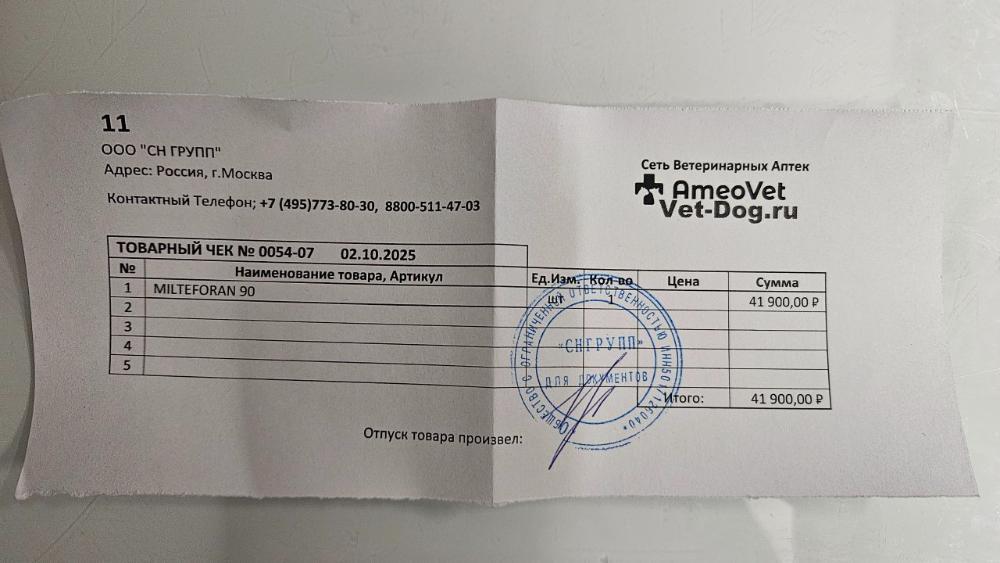 11
ООО "СН ГРУПП"
Адрес: Россия, г.Москва
Контактный Телефон; +7 (495)773-80-30, 8800-511-47-03
Сеть Ветеринарных Аптек
AmeoVet
Vet-Dog.ru
ТОВАРНЫЙ ЧЕК № 0054-07 02.10.2025
№ Наименование товара, Артикул Ед.Изм. Кол-во Цена Сумма
1 MILTEFORAN 90 шт 1 41 900,00 ₽
2
3
4
5
Итого: 41 900,00 ₽
Отпуск товара произвел:
ОБЩЕСТВО С ОГРАНИЧЕННОЙ ОТВЕТСТВЕННОСТЬЮ
"СНГРУПП"
ДЛЯ ДОКУМЕНТОВ